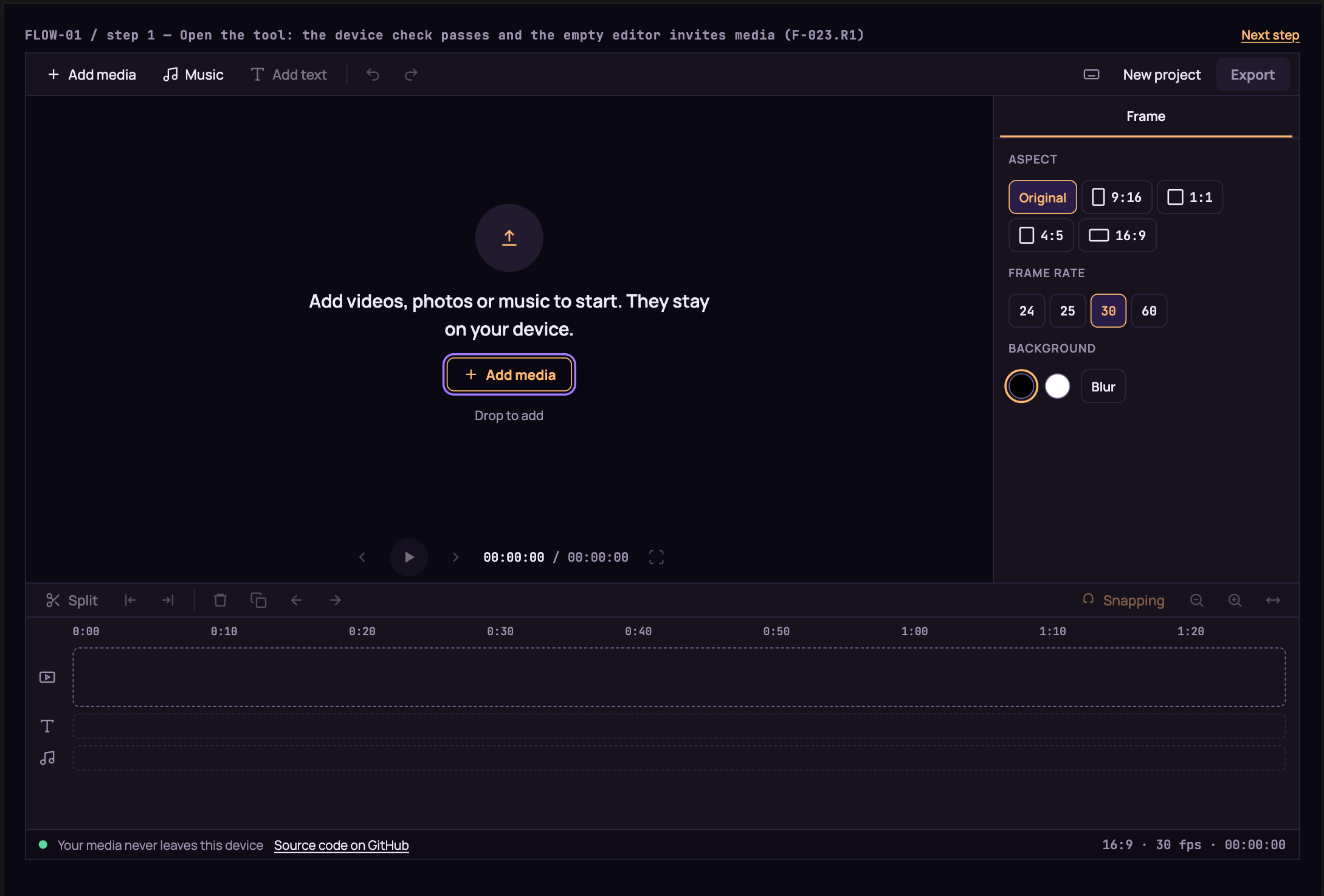 FLOW-01 / step 1 — Open the tool: the device check passes and the empty editor invites media (F-023.R1)
Next step
Add media
Music
Add text
New project
Export
Frame
ASPECT
Original
9:16
1:1
4:5
16:9
FRAME RATE
24
25
30
60
BACKGROUND
Blur
Add videos, photos or music to start. They stay
on your device.
Add media
Drop to add
00:00:00 / 00:00:00
Split
Snapping
0:00
0:10
0:20
0:30
0:40
0:50
1:00
1:10
1:20
Your media never leaves this device
Source code on GitHub
16:9 · 30 fps · 00:00:00